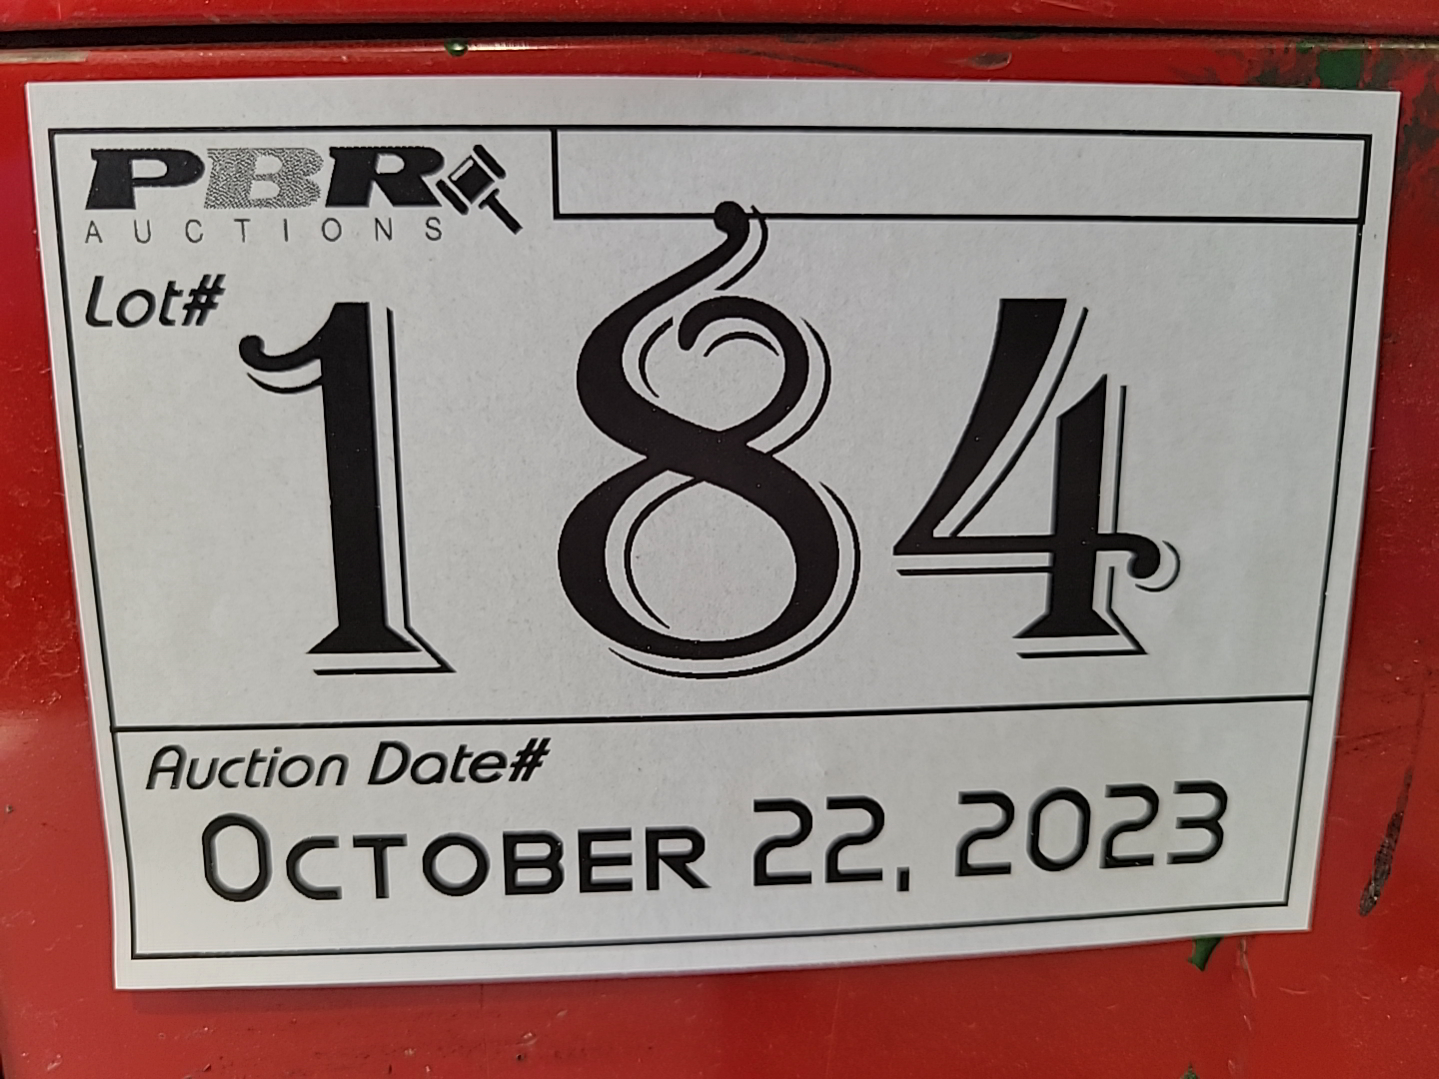 PBR
AUCTIONS
Lot#
184
Auction Date#
October 22, 2023